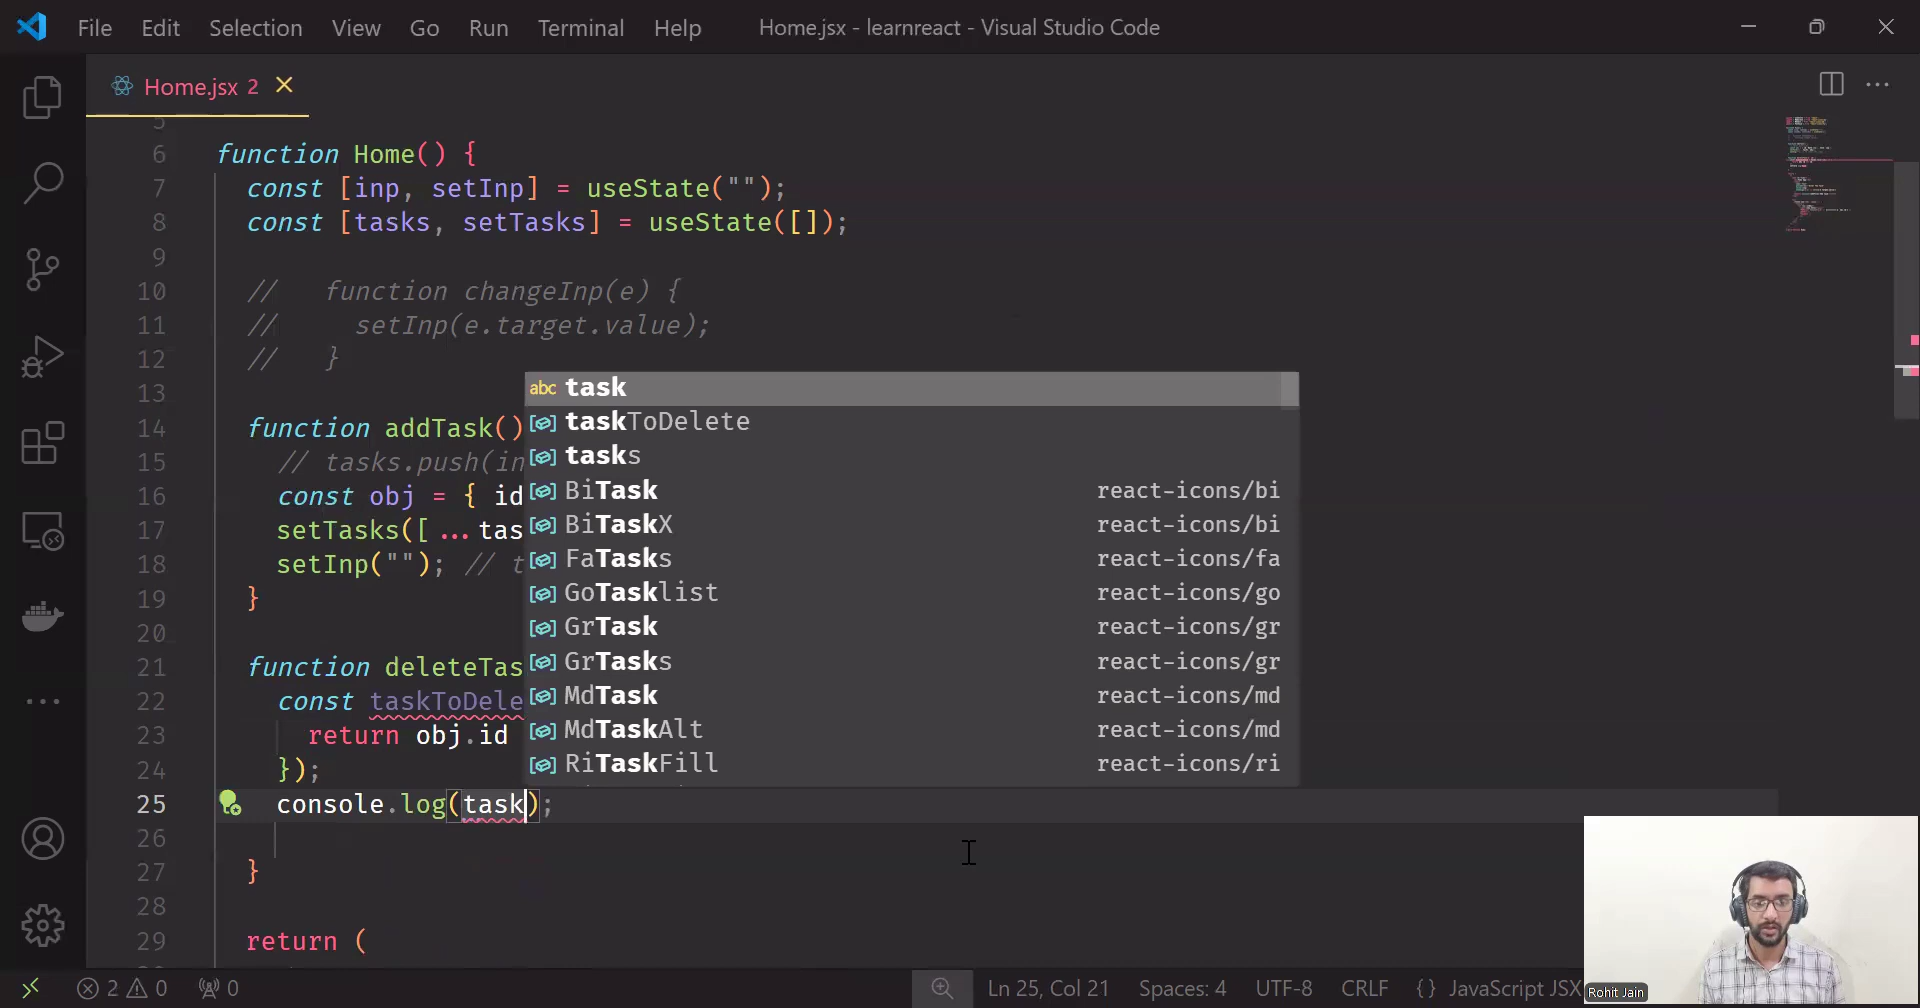 File Edit Selection View Go Run Terminal Help Home.jsx - learnreact - Visual Studio Code
Home.jsx 2
5
6 function Home() {
7 const [inp, setInp] = useState("");
8 const [tasks, setTasks] = useState([]);
9
10 // function changeInp(e) {
11 // setInp(e.target.value);
12 // }
13
14 function addTask()
15 // tasks.push(in
16 const obj = { id
17 setTasks([ ...tas
18 setInp(""); // t
19 }
20
21 function deleteTas
22 const taskToDele
23 return obj.id
24 });
25 console.log(task);
26
27 }
28
29 return (
abc task
taskToDelete
tasks
BiTask react-icons/bi
BiTaskX react-icons/bi
FaTasks react-icons/fa
GoTasklist react-icons/go
GrTask react-icons/gr
GrTasks react-icons/gr
MdTask react-icons/md
MdTaskAlt react-icons/md
RiTaskFill react-icons/ri
Rohit Jain
2 0 0 Ln 25, Col 21 Spaces: 4 UTF-8 CRLF {} JavaScript JSX